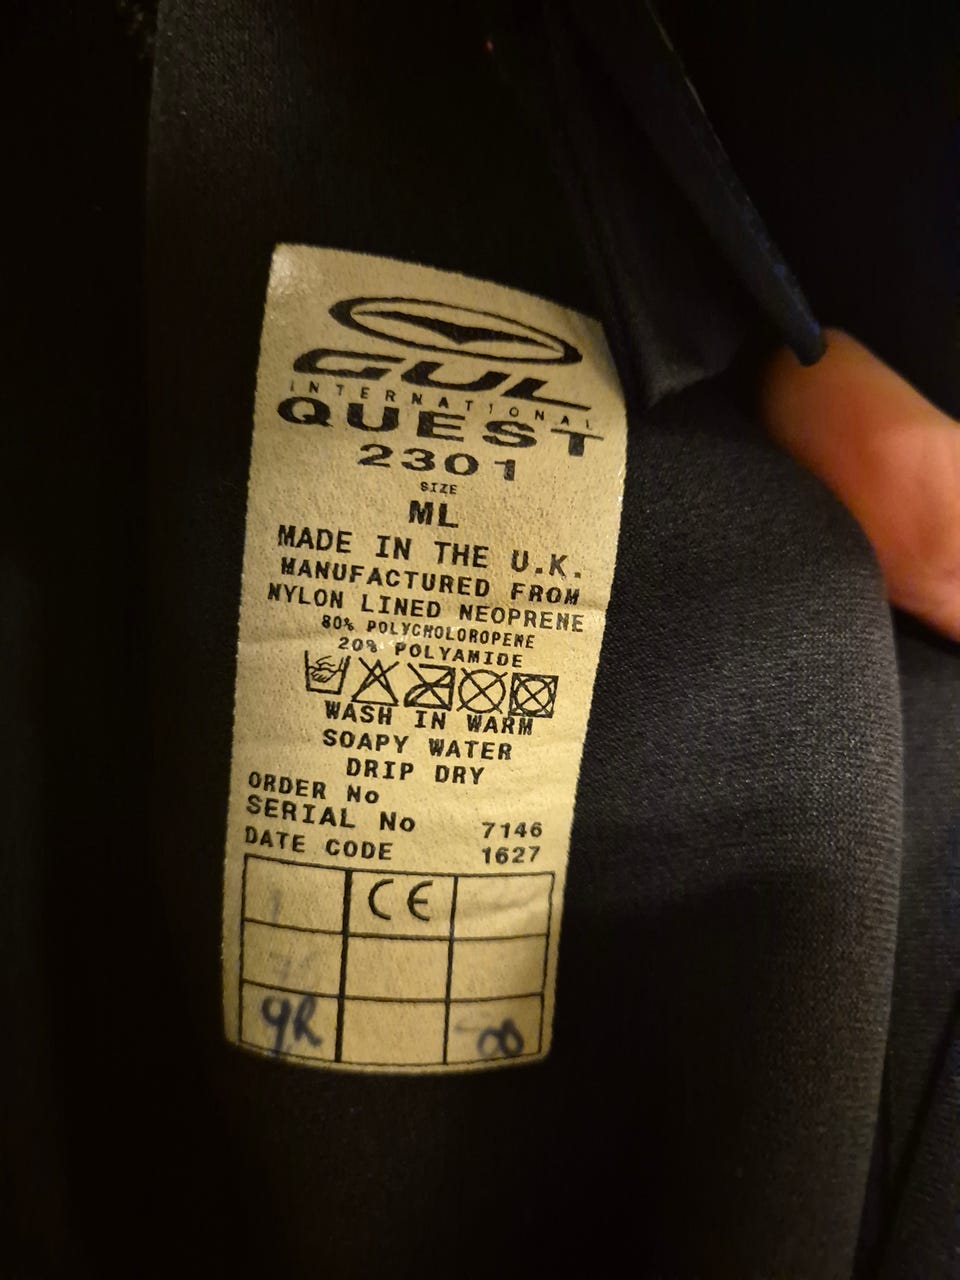 GUL
INTERNATIONAL
QUEST
2301
SIZE
ML
MADE IN THE U.K.
MANUFACTURED FROM
NYLON LINED NEOPRENE
80% POLYCHOLOROPENE
20% POLYAMIDE
WASH IN WARM
SOAPY WATER
DRIP DRY
ORDER No
SERIAL No 7146
DATE CODE 1627
CE